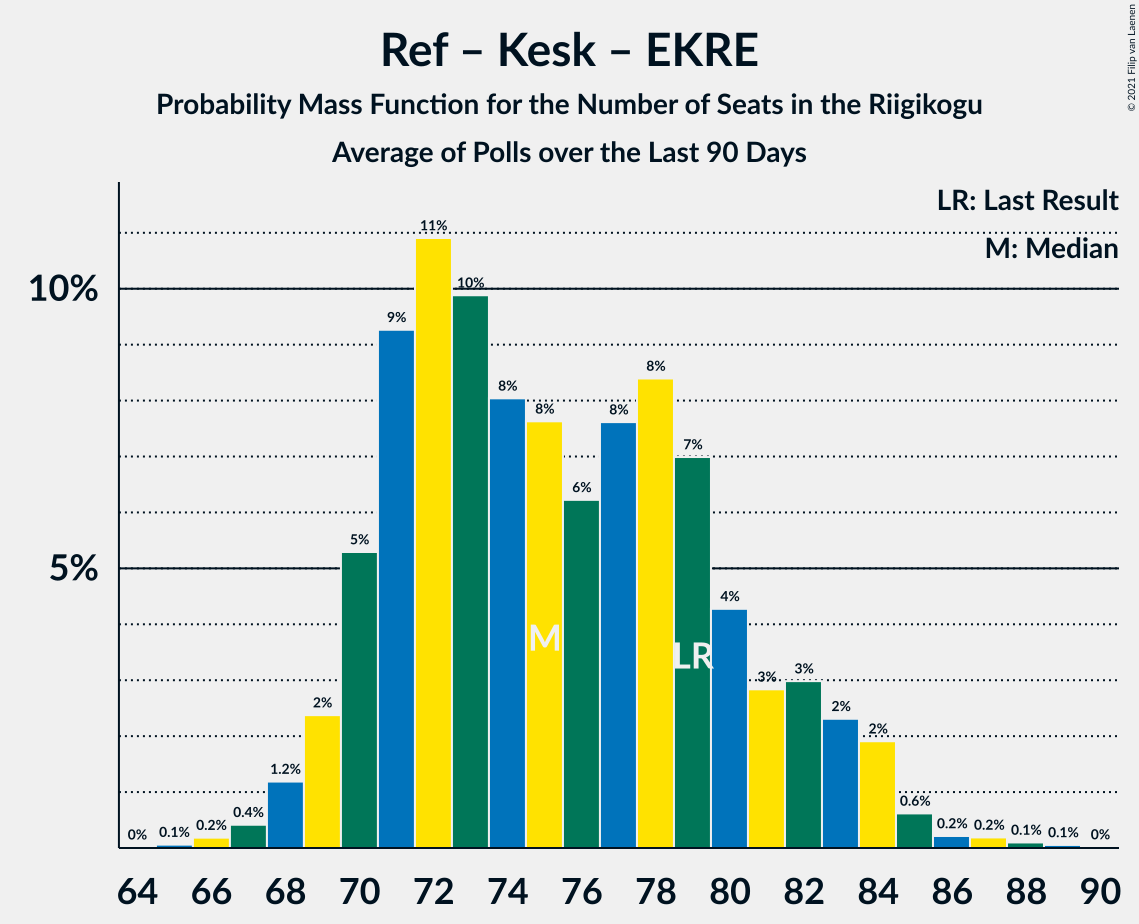 Ref – Kesk – EKRE
Probability Mass Function for the Number of Seats in the Riigikogu
Average of Polls over the Last 90 Days
© 2021 Filip van Laenen
LR: Last Result
M: Median
10%
5%
0% 0.1% 0.2% 0.4% 1.2% 2% 5% 9% 11% 10% 8% 8% 6% 8% 8% 7% 4% 3% 3% 2% 2% 0.6% 0.2% 0.2% 0.1% 0.1% 0%
M
LR
64 66 68 70 72 74 76 78 80 82 84 86 88 90